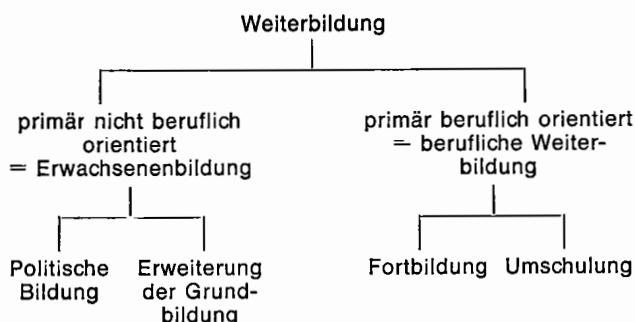 Weiterbildung
primär nicht beruflich
orientiert
= Erwachsenenbildung
primär beruflich orientiert
= berufliche Weiter-
bildung
Politische
Bildung
Erweiterung
der Grund-
bildung
Fortbildung
Umschulung